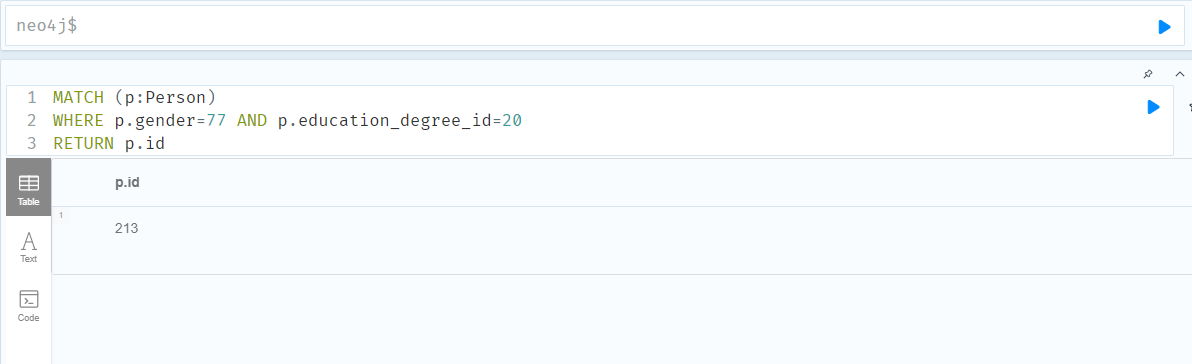 neo4j$
1 MATCH (p:Person)
2 WHERE p.gender=77 AND p.education_degree_id=20
3 RETURN p.id
Table
p.id
1
213
Text
Code